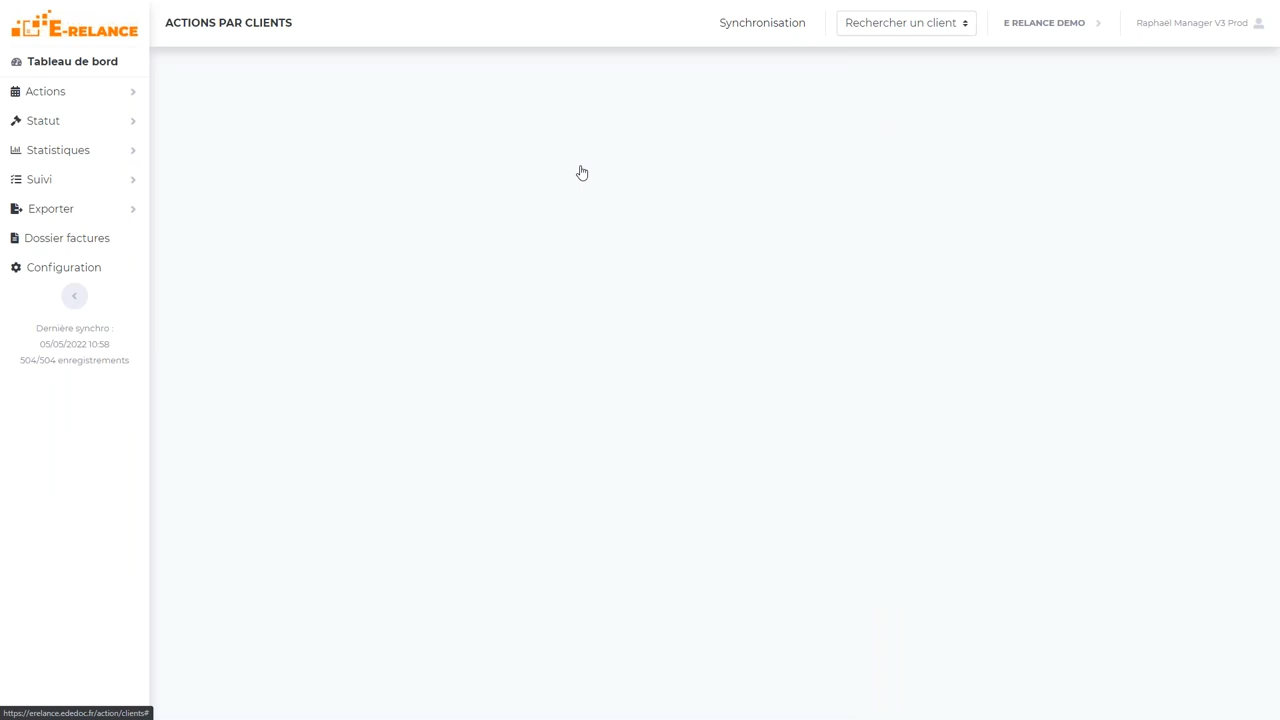 E-RELANCE
ACTIONS PAR CLIENTS
Synchronisation
Rechercher un client
E RELANCE DEMO
Raphaël Manager V3 Prod
Tableau de bord
Actions
Statut
Statistiques
Suivi
Exporter
Dossier factures
Configuration
Dernière synchro :
05/05/2022 10:58
504/504 enregistrements
https://erelance.ededoc.fr/action/clients#